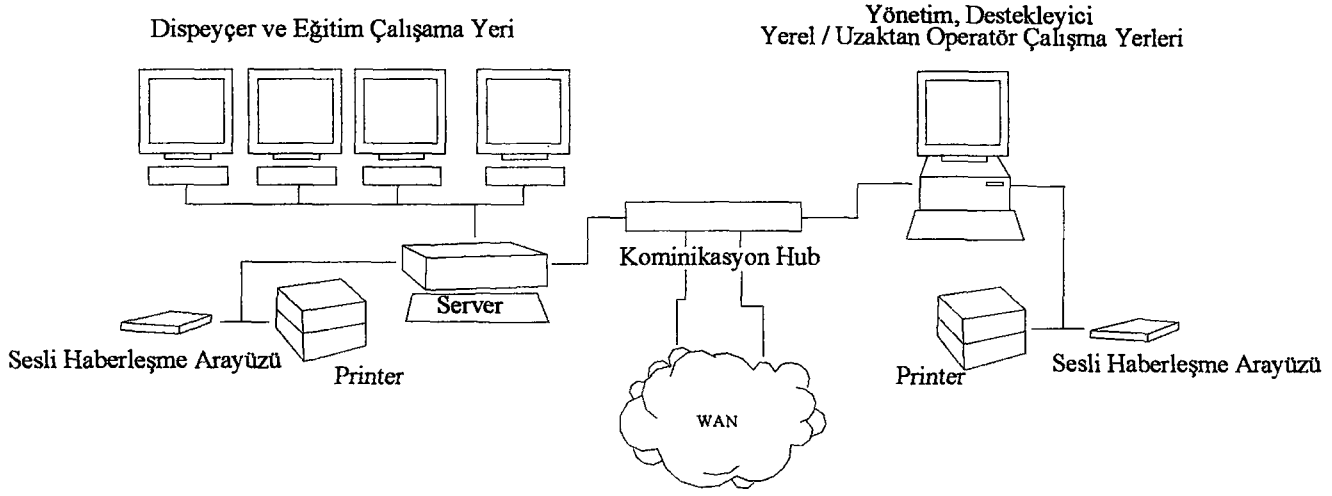 Dispeyçer ve Eğitim Çalışama Yeri
Yönetim, Destekleyici
Yerel / Uzaktan Operatör Çalışma Yerleri
Kominikasyon Hub
Server
Sesli Haberleşme Arayüzü
Printer
WAN
Printer
Sesli Haberleşme Arayüzü